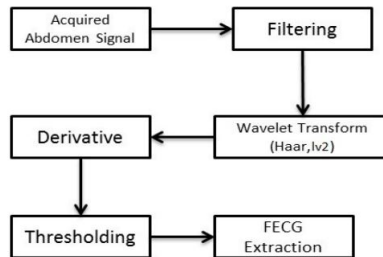 Acquired
Abdomen Signal
Filtering
Wavelet Transform
(Haar,lv2)
Derivative
Thresholding
FECG
Extraction